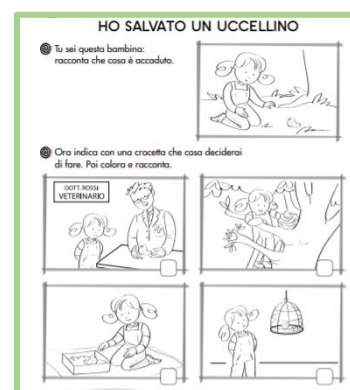 HO SALVATO UN UCCELLINO
Tu sei questa bambina:
racconta che cosa è accaduto.
Ora indica con una crocetta che cosa deciderai
di fare. Poi colora e racconta.
DOTT. ROSSI
VETERINARIO